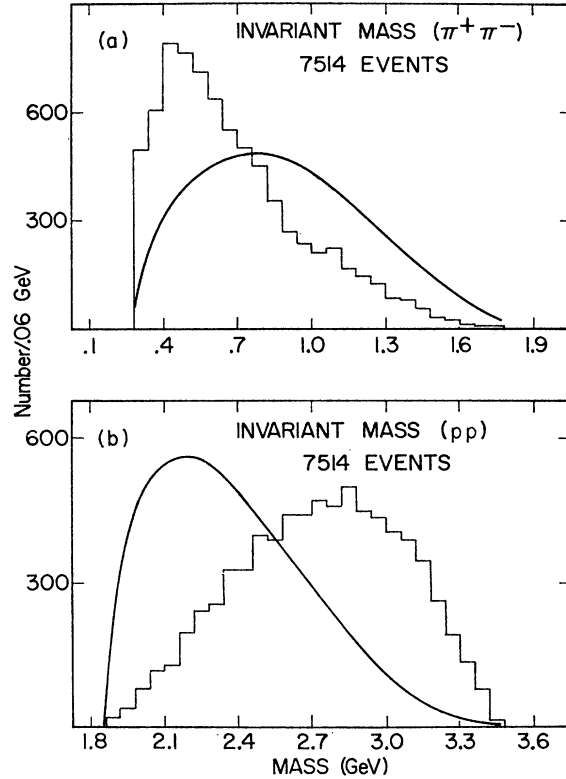 (a) INVARIANT MASS (π⁺π⁻)
7514 EVENTS
600
300
.1 .4 .7 1.0 1.3 1.6 1.9
Number/.06 GeV
(b) INVARIANT MASS (pp)
7514 EVENTS
600
300
1.8 2.1 2.4 2.7 3.0 3.3 3.6
MASS (GeV)